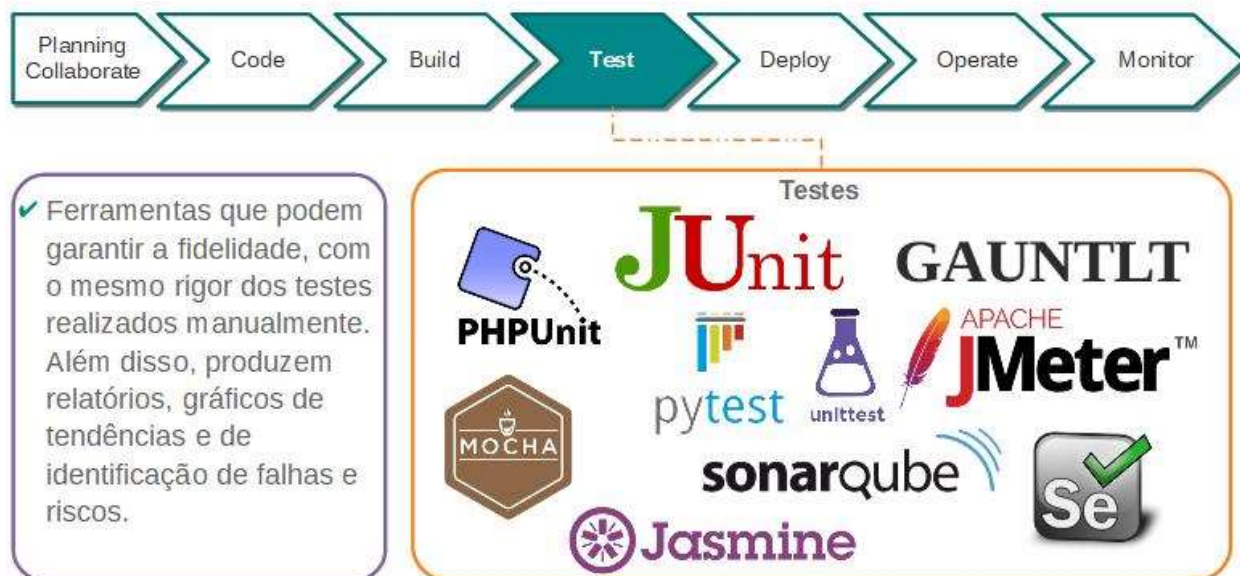 Planning
Collaborate
Code
Build
Test
Deploy
Operate
Monitor
✔ Ferramentas que podem
garantir a fidelidade, com
o mesmo rigor dos testes
realizados manualmente.
Além disso, produzem
relatórios, gráficos de
tendências e de
identificação de falhas e
riscos.
Testes
PHPUnit
JUnit
GAUNTLT
pytest
unittest
APACHE
JMeter™
MOCHA
sonarqube
Se
Jasmine